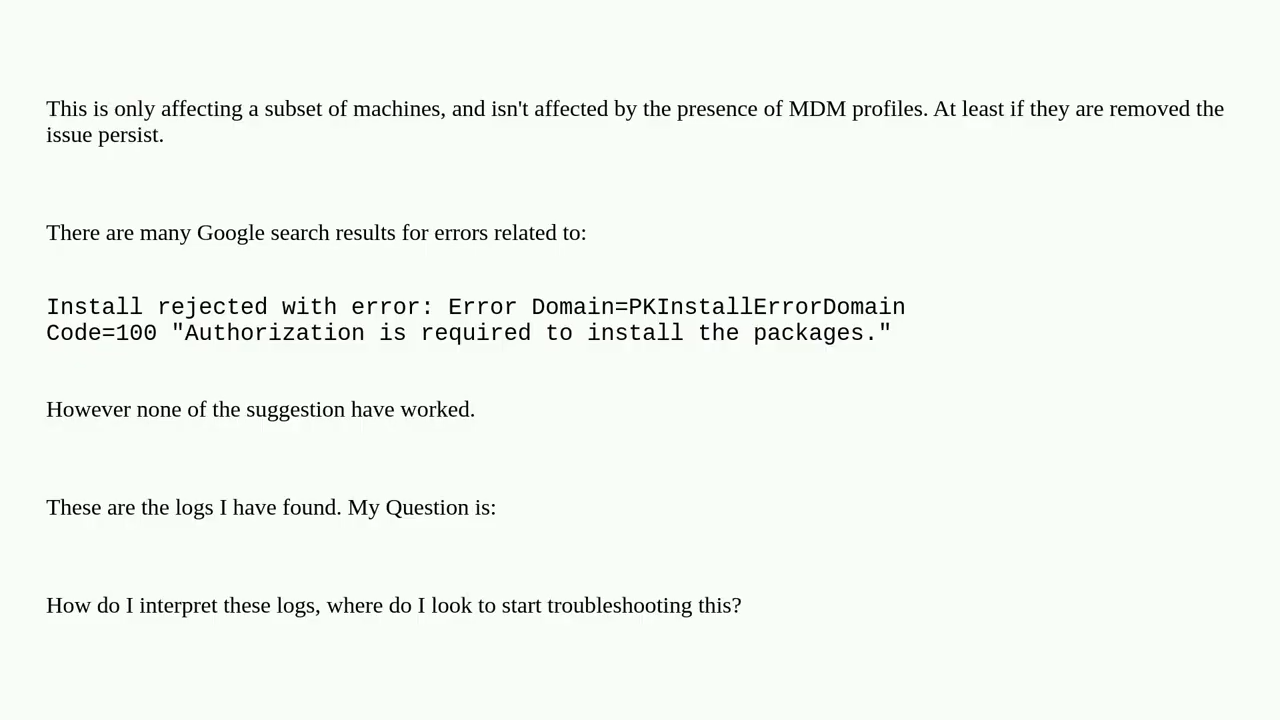 This is only affecting a subset of machines, and isn't affected by the presence of MDM profiles. At least if they are removed the
issue persist.
There are many Google search results for errors related to:
Install rejected with error: Error Domain=PKInstallErrorDomain
Code=100 "Authorization is required to install the packages."
However none of the suggestion have worked.
These are the logs I have found. My Question is:
How do I interpret these logs, where do I look to start troubleshooting this?